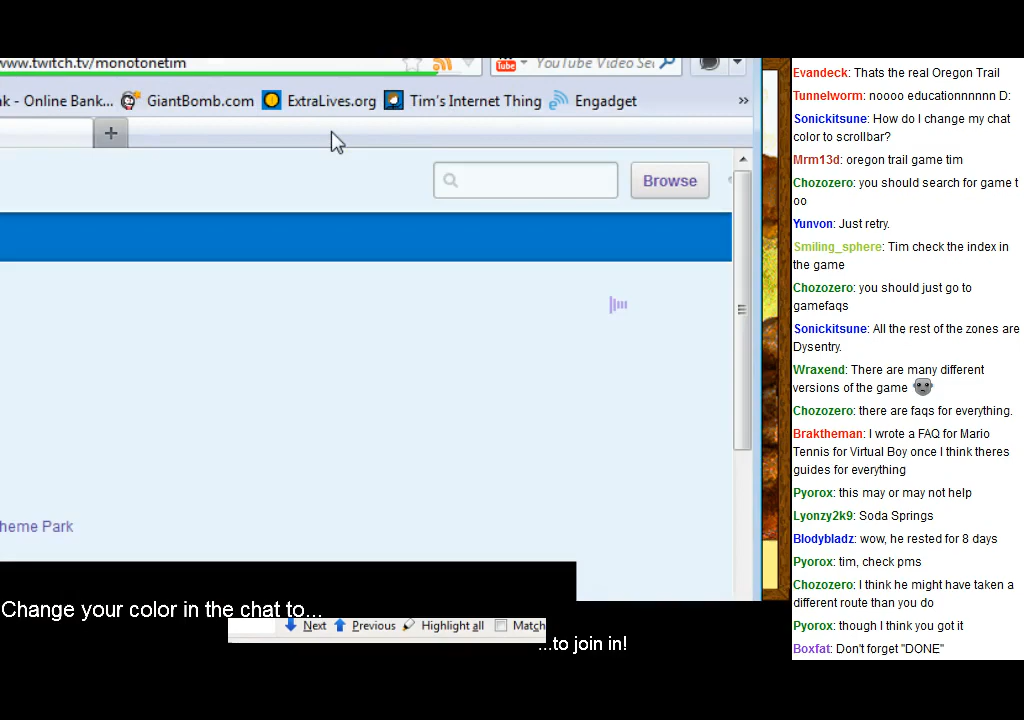 www.twitch.tv/monotonetim
You Tube YouTube Video Se
nk - Online Bank... GiantBomb.com ExtraLives.org Tim's Internet Thing Engadget »
Browse
heme Park
Change your color in the chat to...
Next Previous Highlight all Match
...to join in!
Evandeck: Thats the real Oregon Trail
Tunnelworm: noooo educationnnnnn D:
Sonickitsune: How do I change my chat
color to scrollbar?
Mrm13d: oregon trail game tim
Chozozero: you should search for game t
oo
Yunvon: Just retry.
Smiling_sphere: Tim check the index in
the game
Chozozero: you should just go to
gamefaqs
Sonickitsune: All the rest of the zones are
Dysentry.
Wraxend: There are many different
versions of the game
Chozozero: there are faqs for everything.
Braktheman: I wrote a FAQ for Mario
Tennis for Virtual Boy once I think theres
guides for everything
Pyorox: this may or may not help
Lyonzy2k9: Soda Springs
Blodybladz: wow, he rested for 8 days
Pyorox: tim, check pms
Chozozero: I think he might have taken a
different route than you do
Pyorox: though I think you got it
Boxfat: Don't forget "DONE"